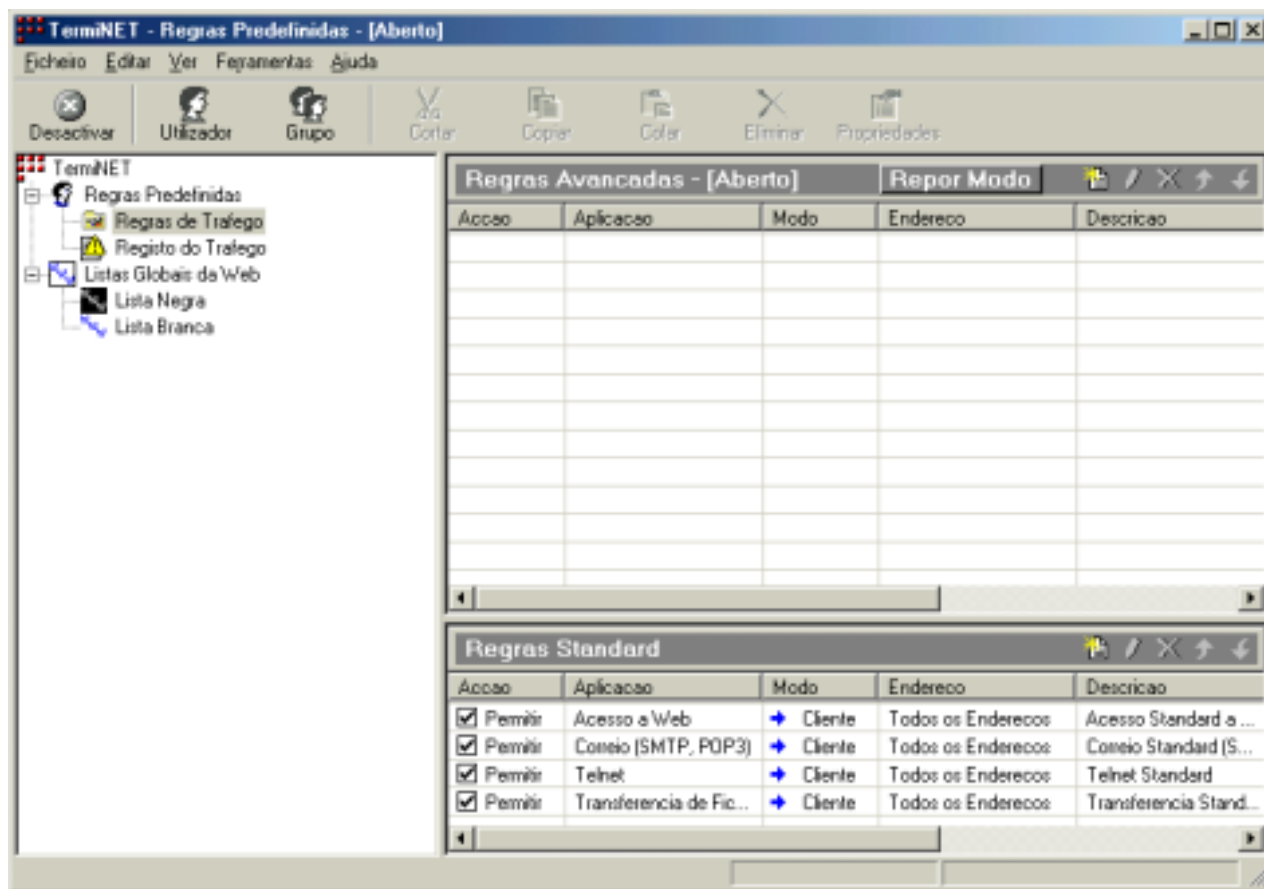 TermiNET - Regras Predefinidas - [Aberto]
Ficheiro Editar Ver Ferramentas Ajuda
Desactivar Utilizador Grupo Cortar Copiar Colar Eliminar Propriedades
TermiNET
Regras Predefinidas
Regras de Trafego
Registo do Trafego
Listas Globais da Web
Lista Negra
Lista Branca
Regras Avancadas - [Aberto] Repor Modo
Accao Aplicacao Modo Endereco Descricao
Regras Standard
Accao Aplicacao Modo Endereco Descricao
Permitir Acesso a Web Cliente Todos os Enderecos Acesso Standard a ...
Permitir Correio (SMTP, POP3) Cliente Todos os Enderecos Correio Standard (S...
Permitir Telnet Cliente Todos os Enderecos Telnet Standard
Permitir Transferencia de Fic... Cliente Todos os Enderecos Transferencia Stand...